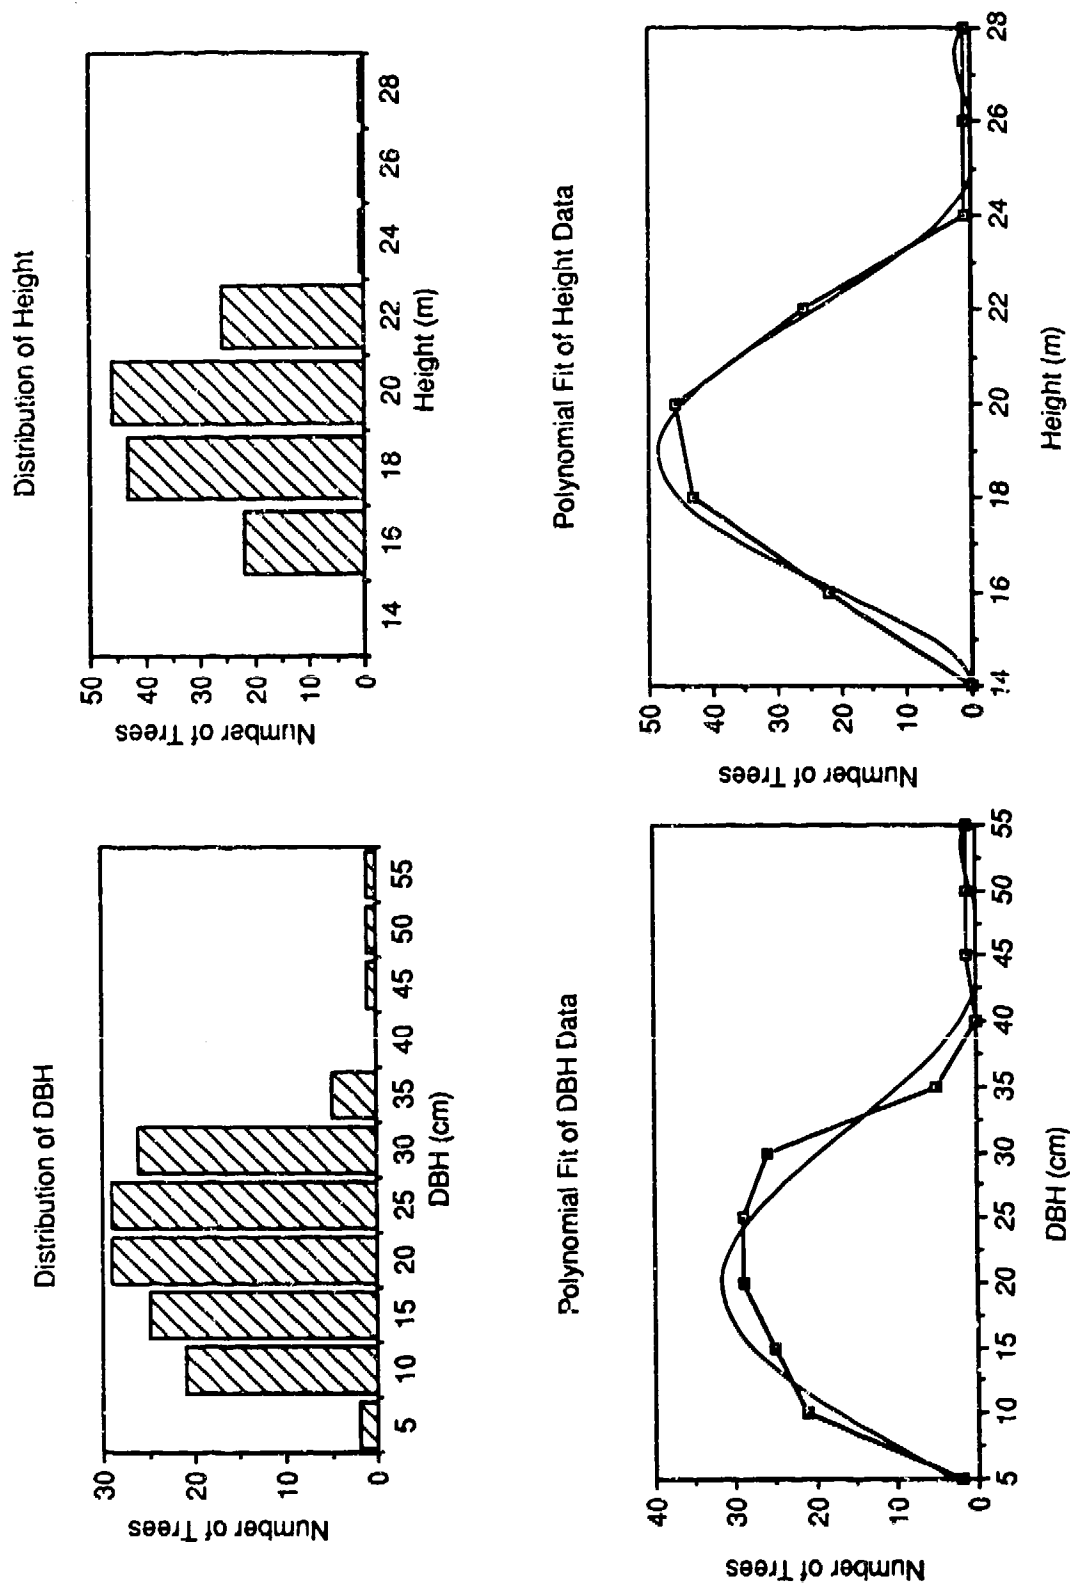 Distribution of DBH
Number of Trees
30
20
10
0
5 10 15 20 25 30 35 40 45 50 55
DBH (cm)
Distribution of Height
Number of Trees
50
40
30
20
10
0
14 16 18 20 22 24 26 28
Height (m)
Polynomial Fit of DBH Data
Number of Trees
40
30
20
10
0
5 10 15 20 25 30 35 40 45 50 55
DBH (cm)
Polynomial Fit of Height Data
Number of Trees
50
40
30
20
10
0
14 16 18 20 22 24 26 28
Height (m)